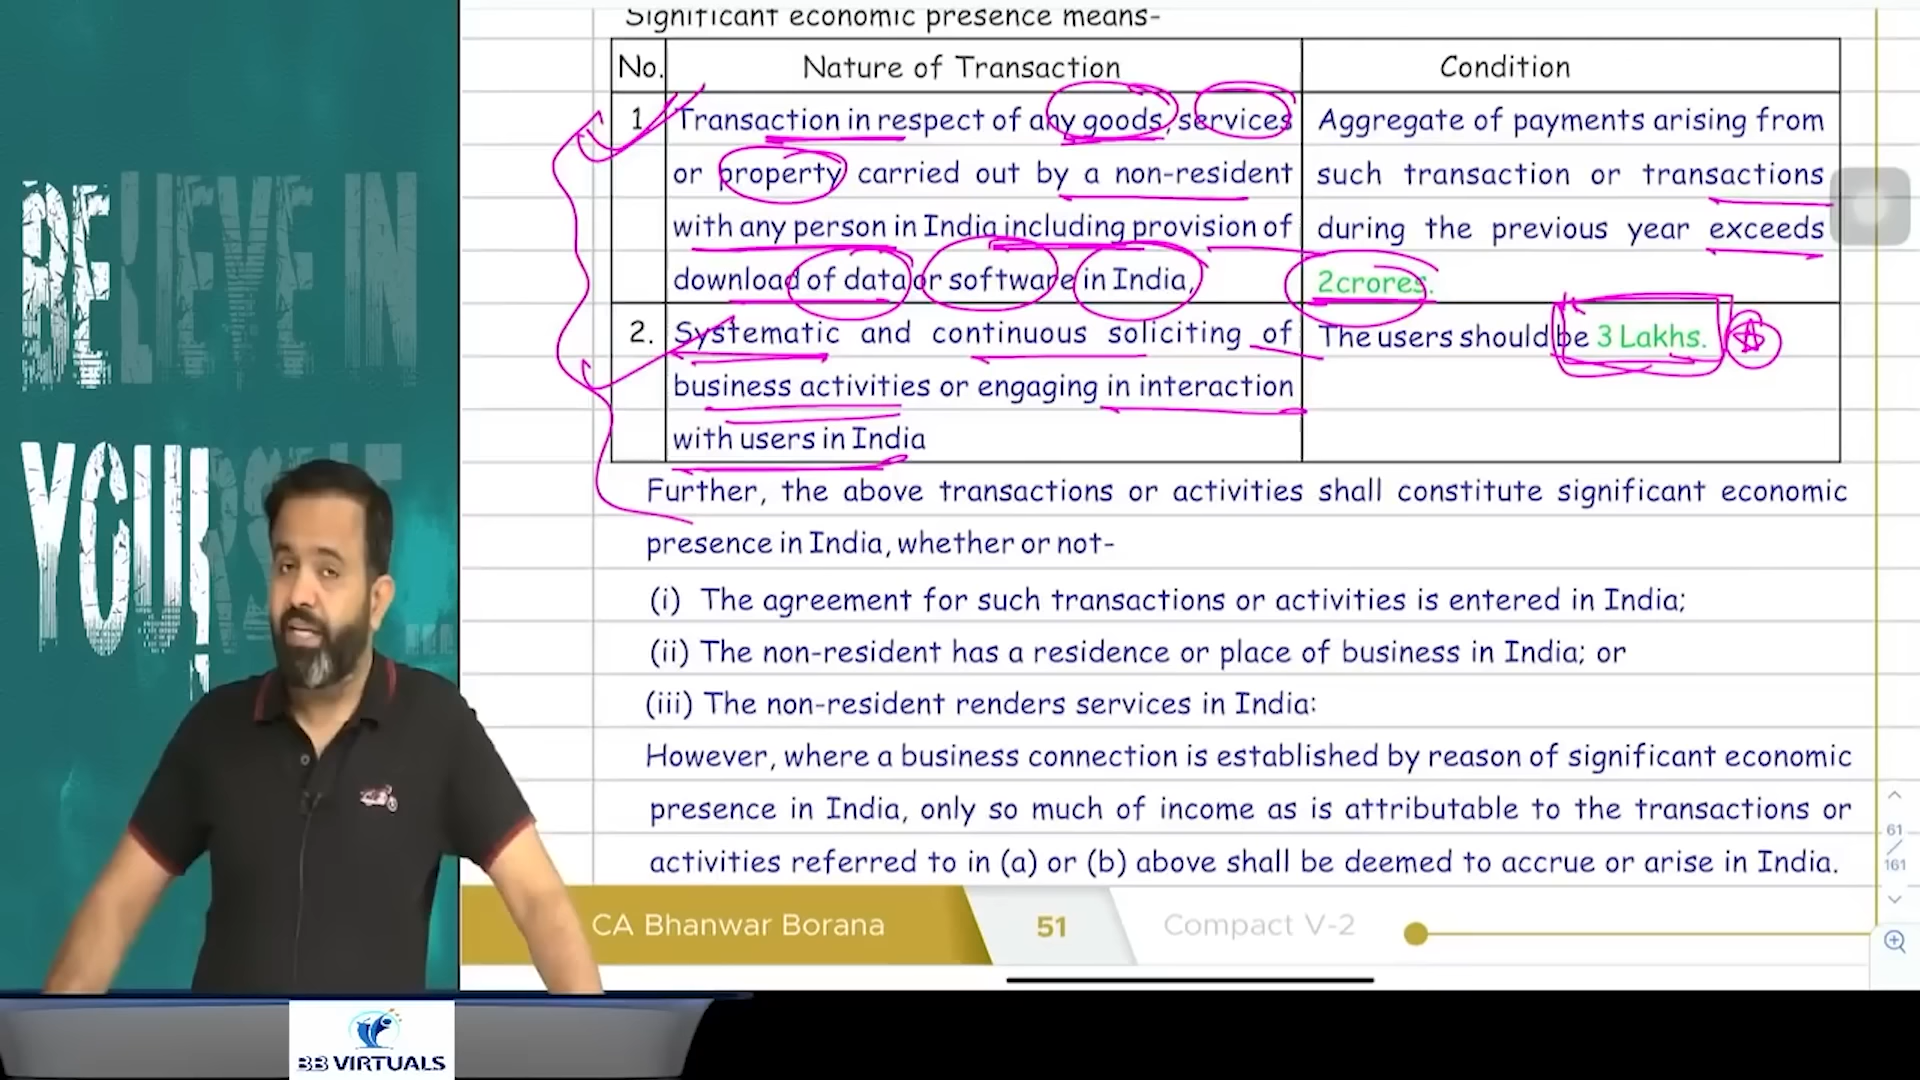 BELIEVE IN
YOURSELF...
Significant economic presence means-
No. Nature of Transaction Condition
1. Transaction in respect of any goods, services Aggregate of payments arising from
or property carried out by a non-resident such transaction or transactions
with any person in India including provision of during the previous year exceeds
download of data or software in India, 2crores.
2. Systematic and continuous soliciting of The users should be 3 Lakhs.
business activities or engaging in interaction
with users in India
Further, the above transactions or activities shall constitute significant economic
presence in India, whether or not-
(i) The agreement for such transactions or activities is entered in India;
(ii) The non-resident has a residence or place of business in India; or
(iii) The non-resident renders services in India:
However, where a business connection is established by reason of significant economic
presence in India, only so much of income as is attributable to the transactions or
activities referred to in (a) or (b) above shall be deemed to accrue or arise in India.
61
/
161
CA Bhanwar Borana 51 Compact V-2
BB VIRTUALS